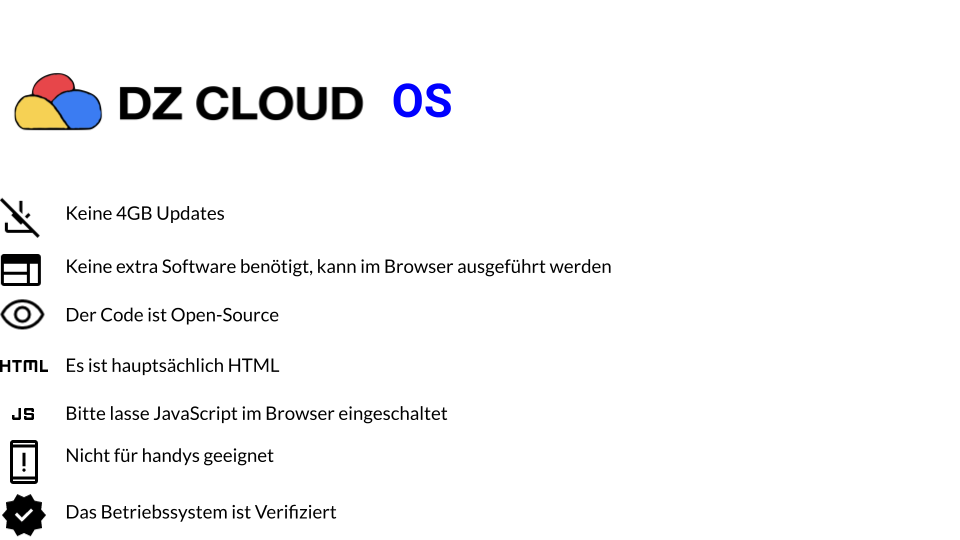 DZ CLOUD OS
Keine 4GB Updates
Keine extra Software benötigt, kann im Browser ausgeführt werden
Der Code ist Open-Source
HTML Es ist hauptsächlich HTML
JS Bitte lasse JavaScript im Browser eingeschaltet
Nicht für handys geeignet
Das Betriebssystem ist Verifiziert